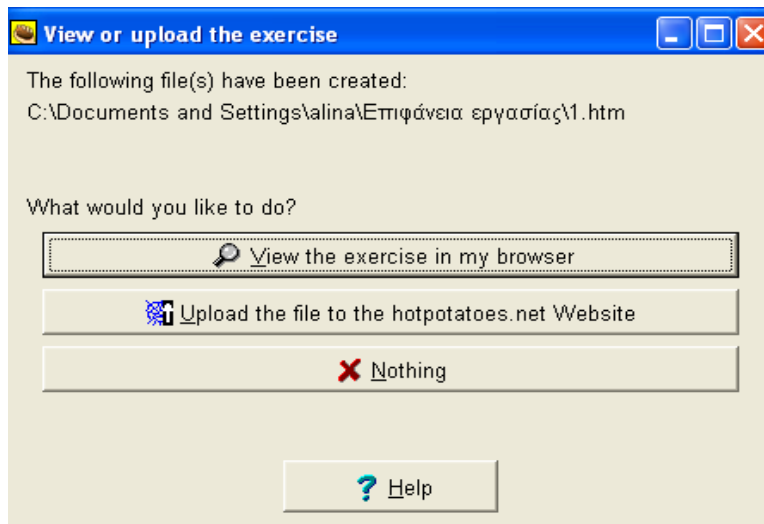 View or upload the exercise
The following file(s) have been created:
C:\Documents and Settings\alina\Επιφάνεια εργασίας\1.htm
What would you like to do?
View the exercise in my browser
Upload the file to the hotpotatoes.net Website
Nothing
? Help